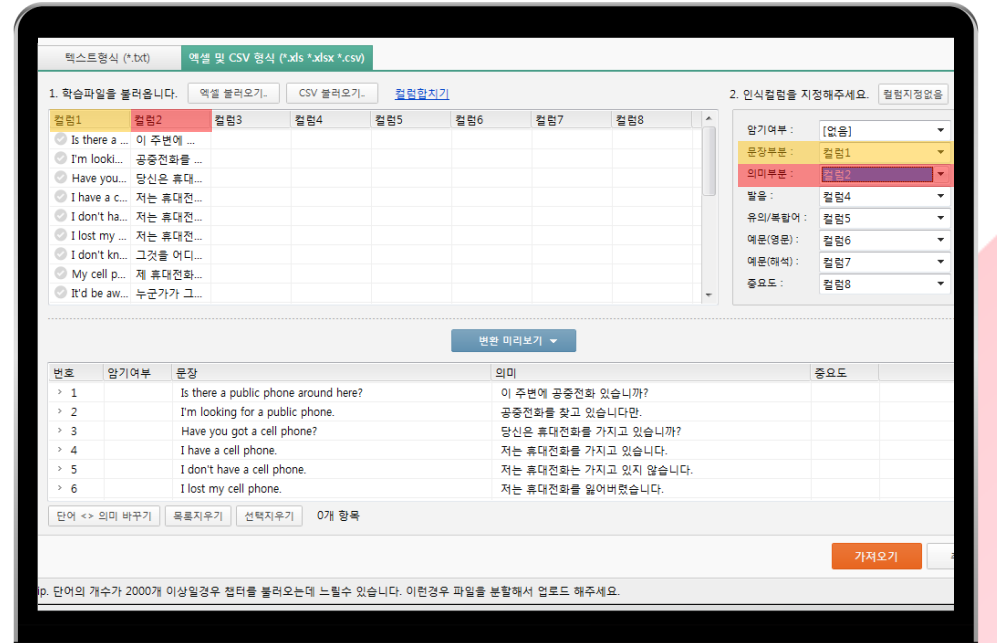 텍스트형식 (*.txt) 엑셀 및 CSV 형식 (*.xls *.xlsx *.csv)
1. 학습파일을 불러옵니다. 엑셀 불러오기.. CSV 불러오기.. 컬럼합치기
2. 인식컬럼을 지정해주세요. 컬럼지정없음
컬럼1 컬럼2 컬럼3 컬럼4 컬럼5 컬럼6 컬럼7 컬럼8
Is there a ... 이 주변에 ...
I'm looki... 공중전화를 ...
Have you... 당신은 휴대...
I have a c... 저는 휴대전...
I don't ha... 저는 휴대전...
I lost my ... 저는 휴대전...
I don't kn... 그것을 어디...
My cell p... 제 휴대전화...
It'd be aw... 누군가가 그...
암기여부 : [없음]
문장부분 : 컬럼1
의미부분 : 컬럼2
발음 : 컬럼4
유의/복합어 : 컬럼5
예문(영문) : 컬럼6
예문(해석) : 컬럼7
중요도 : 컬럼8
변환 미리보기
번호 암기여부 문장 의미 중요도
1 Is there a public phone around here? 이 주변에 공중전화 있습니까?
2 I'm looking for a public phone. 공중전화를 찾고 있습니다만.
3 Have you got a cell phone? 당신은 휴대전화를 가지고 있습니까?
4 I have a cell phone. 저는 휴대전화를 가지고 있습니다.
5 I don't have a cell phone. 저는 휴대전화는 가지고 있지 않습니다.
6 I lost my cell phone. 저는 휴대전화를 잃어버렸습니다.
단어 <> 의미 바꾸기 목록지우기 선택지우기 0개 항목
가져오기
ip. 단어의 개수가 2000개 이상일경우 챕터를 불러오는데 느릴수 있습니다. 이런경우 파일을 분할해서 업로드 해주세요.